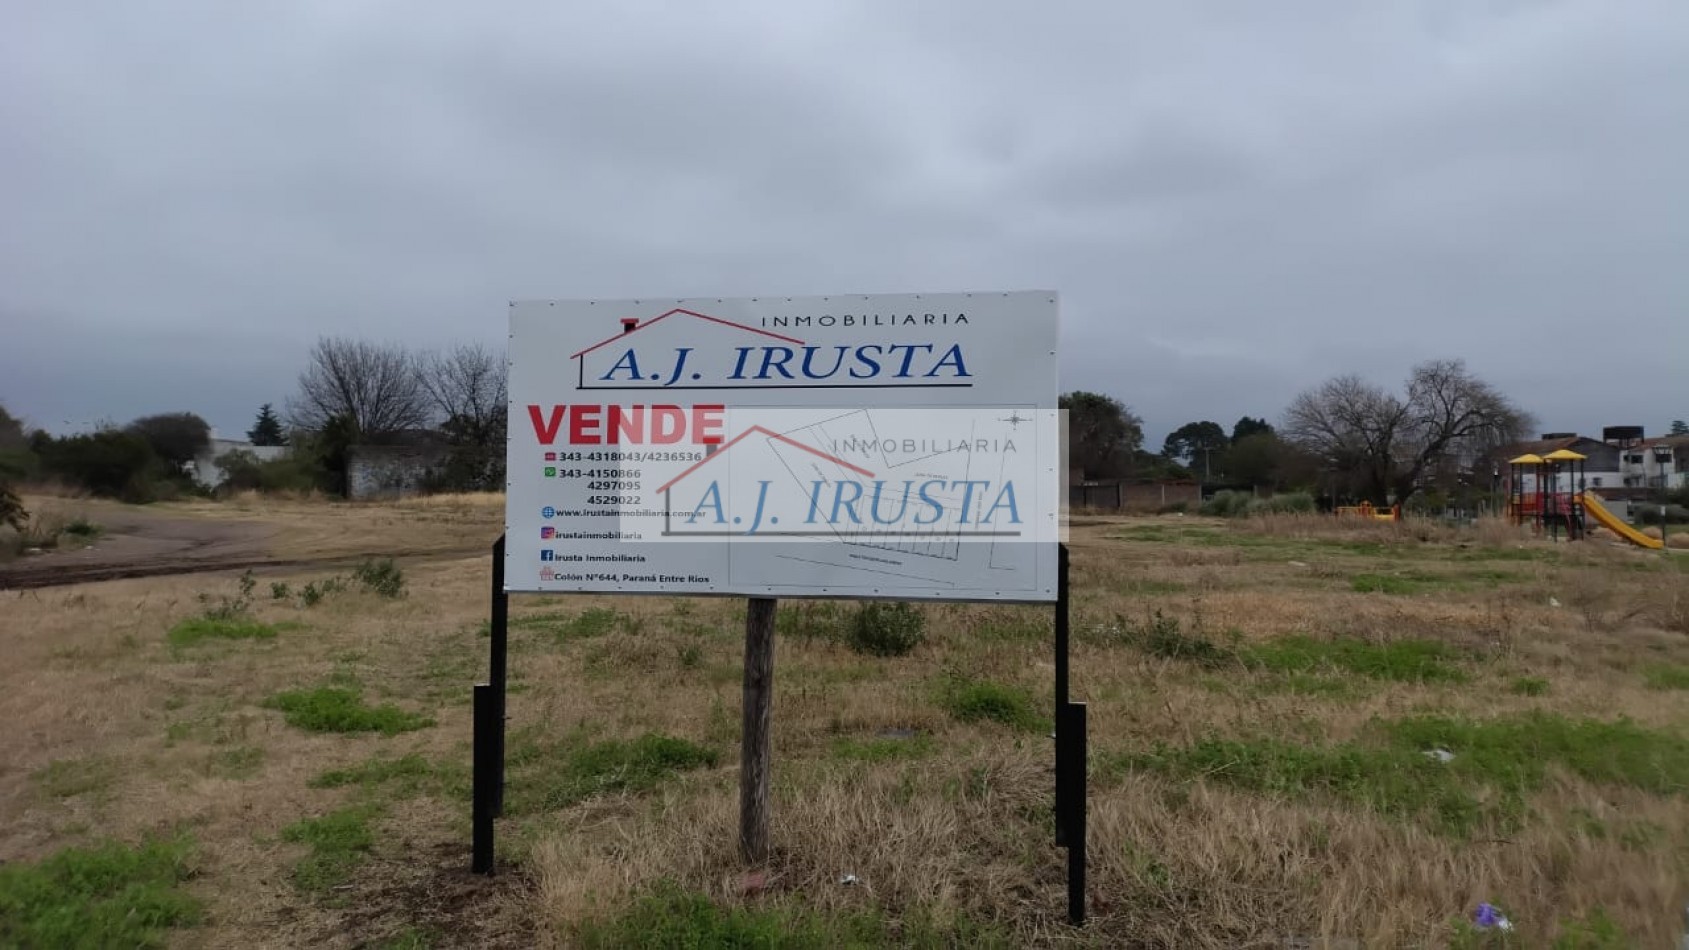 INMOBILIARIA
A.J. IRUSTA
VENDE
343-4318043/4236536
343-4150866
4297095
4529022
www.irustainmobiliaria.com.ar
irustainmobiliaria
Irusta Inmobiliaria
Colón N°644, Paraná Entre Rios
INMOBILIARIA
A.J. IRUSTA